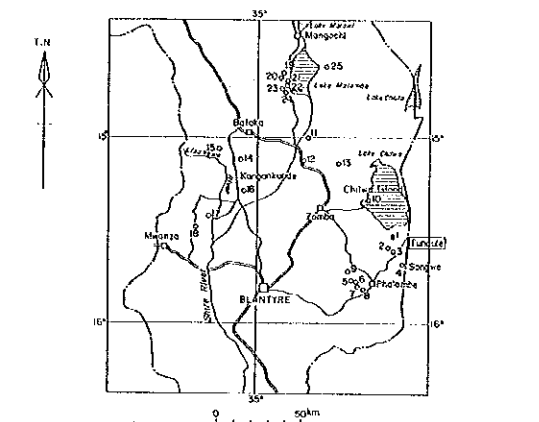 T.N
35°
Lake Malawi
Mangochi
19
25
20
23
22
21
Lake Malombe
Lake Chiuta
Balaka
15°
15°
11
15
14
12
13
Lake Chilwa
Kangankunde
16
Chilwa Island
10
17
Zomba
18
1
Tundulu
Mwanza
2
3
4
Songwe
9
5
6
7
8
Phalombe
Shire River
BLANTYRE
16°
16°
35°
0
50km